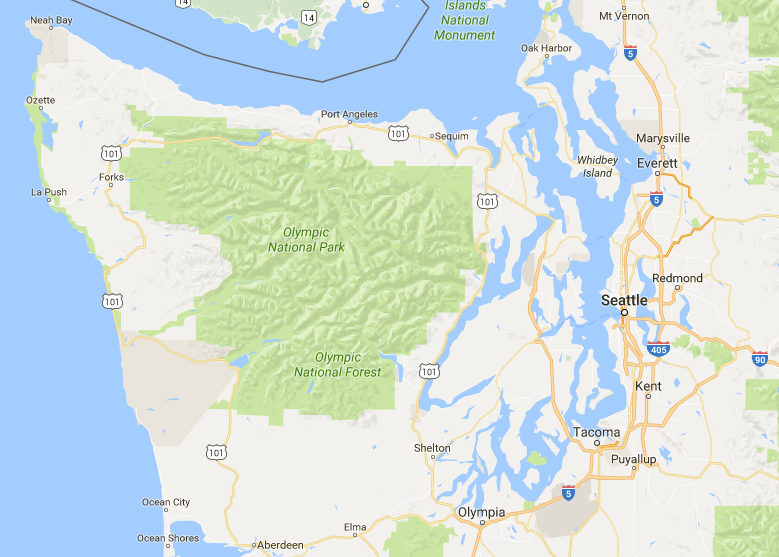 14
14
Islands
National
Monument
Mt Vernon
Neah Bay
Oak Harbor
5
Ozette
Port Angeles
101
Sequim
Marysville
101
Whidbey
Island
Everett
Forks
La Push
101
5
Olympic
National Park
Redmond
101
Seattle
405
90
Olympic
National Forest
101
Kent
Tacoma
101
Shelton
Puyallup
5
Ocean City
Olympia
Elma
Ocean Shores
Aberdeen